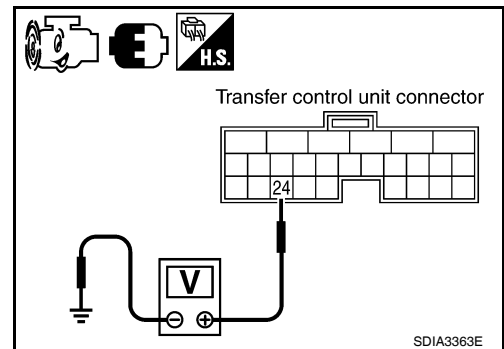 H.S.
Transfer control unit connector
24
V
SDIA3363E